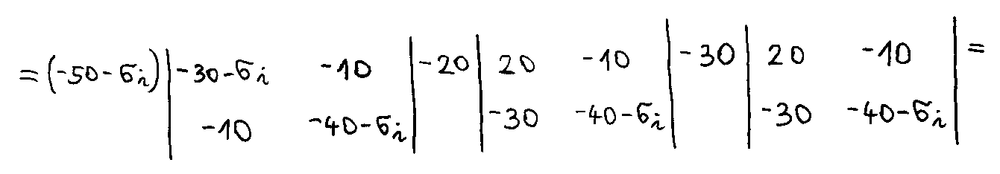 = (-50-σi) | -30-σi -10 | -20 | 20 -10 | -30 | 20 -10 | =
| -10 -40-σi | | -30 -40-σi | | -30 -40-σi |